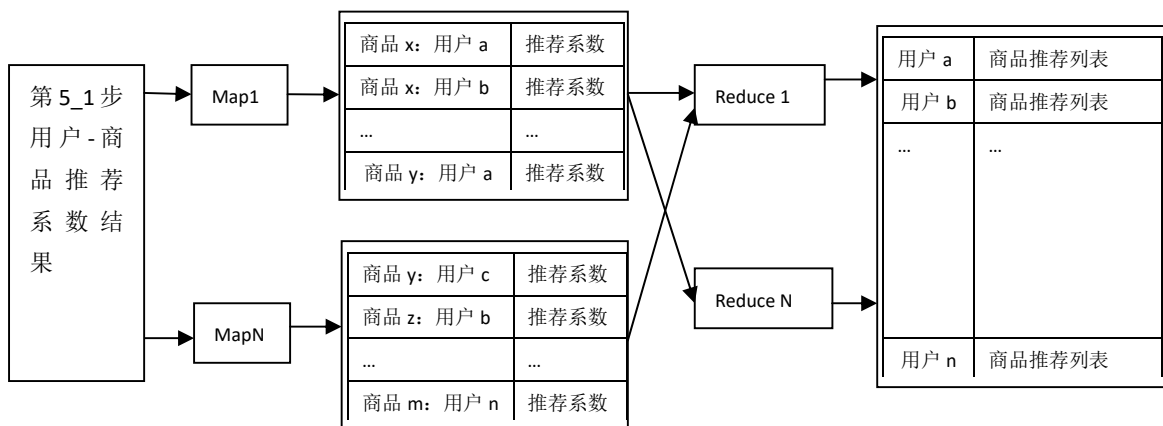 第 5_1 步
用户-商
品推荐
系数结
果
Map1
MapN
商品 x：用户 a 推荐系数
商品 x：用户 b 推荐系数
… …
商品 y：用户 a 推荐系数
商品 y：用户 c 推荐系数
商品 z：用户 b 推荐系数
… …
商品 m：用户 n 推荐系数
Reduce 1
Reduce N
用户 a 商品推荐列表
用户 b 商品推荐列表
… …
用户 n 商品推荐列表